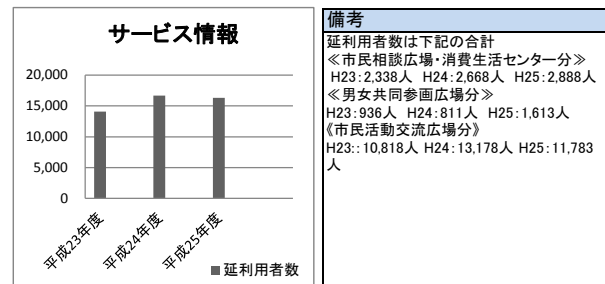 サービス情報
20,000
15,000
10,000
5,000
0
平成23年度
平成24年度
平成25年度
■延利用者数
備考
延利用者数は下記の合計
≪市民相談広場・消費生活センター分≫
H23:2,338人 H24:2,668人 H25:2,888人
≪男女共同参画広場分≫
H23:936人 H24:811人 H25:1,613人
《市民活動交流広場分》
H23::10,818人 H24:13,178人 H25:11,783
人